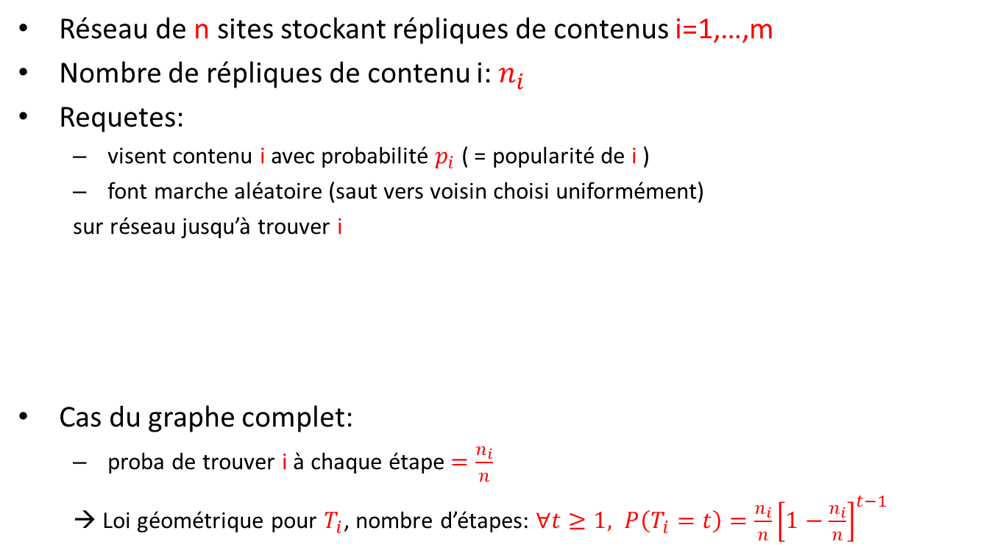 • Réseau de n sites stockant répliques de contenus i=1,…,m
• Nombre de répliques de contenu i: $n_i$
• Requetes:
– visent contenu i avec probabilité $p_i$ ( = popularité de i )
– font marche aléatoire (saut vers voisin choisi uniformément)
sur réseau jusqu’à trouver i
• Cas du graphe complet:
– proba de trouver i à chaque étape $= \frac{n_i}{n}$
→ Loi géométrique pour $T_i$, nombre d’étapes: $\forall t \geq 1,\ P(T_i = t) = \frac{n_i}{n}\left[1 - \frac{n_i}{n}\right]^{t-1}$